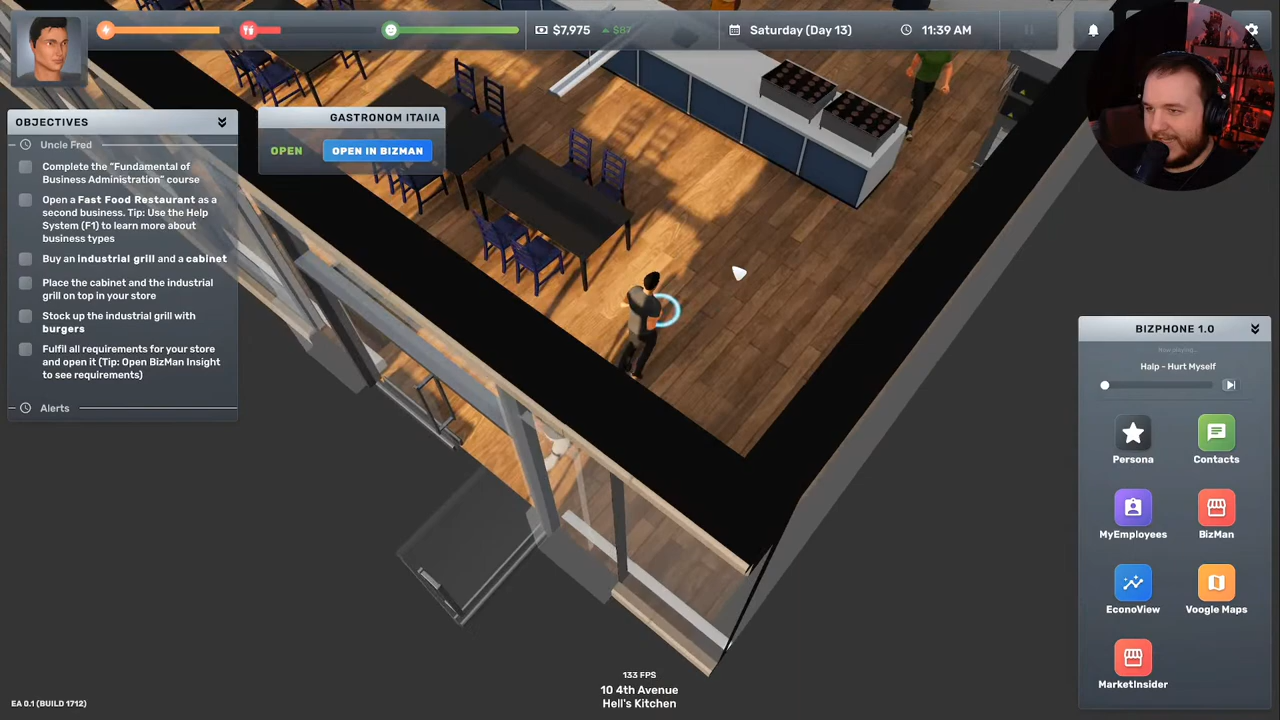 $7,975
$87
Saturday (Day 13)
11:39 AM
OBJECTIVES
Uncle Fred
Complete the "Fundamental of
Business Administration" course
Open a Fast Food Restaurant as a
second business. Tip: Use the Help
System (F1) to learn more about
business types
Buy an industrial grill and a cabinet
Place the cabinet and the industrial
grill on top in your store
Stock up the industrial grill with
burgers
Fulfil all requirements for your store
and open it (Tip: Open BizMan Insight
to see requirements)
Alerts
GASTRONOM ITAIIA
OPEN
OPEN IN BIZMAN
BIZPHONE 1.0
Now playing...
Halp - Hurt Myself
Persona
Contacts
MyEmployees
BizMan
EconoView
Voogle Maps
MarketInsider
133 FPS
10 4th Avenue
Hell's Kitchen
EA 0.1 (BUILD 1712)